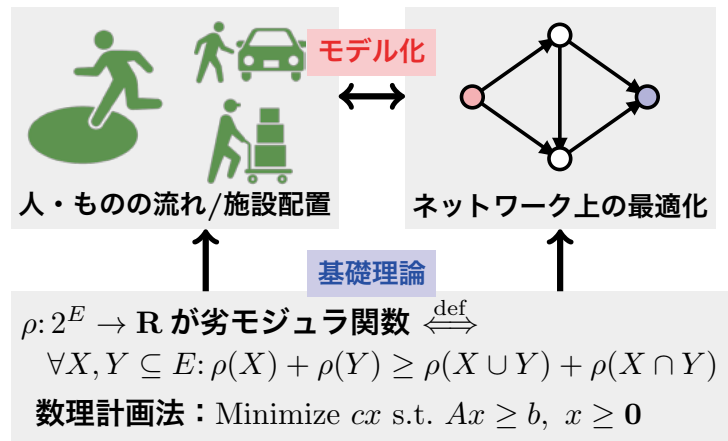 モデル化
人・ものの流れ/施設配置
ネットワーク上の最適化
基礎理論
ρ: 2^E → R が劣モジュラ関数 ⟺^def
∀X, Y ⊆ E: ρ(X) + ρ(Y) ≥ ρ(X ∪ Y) + ρ(X ∩ Y)
数理計画法：Minimize cx s.t. Ax ≥ b, x ≥ 0